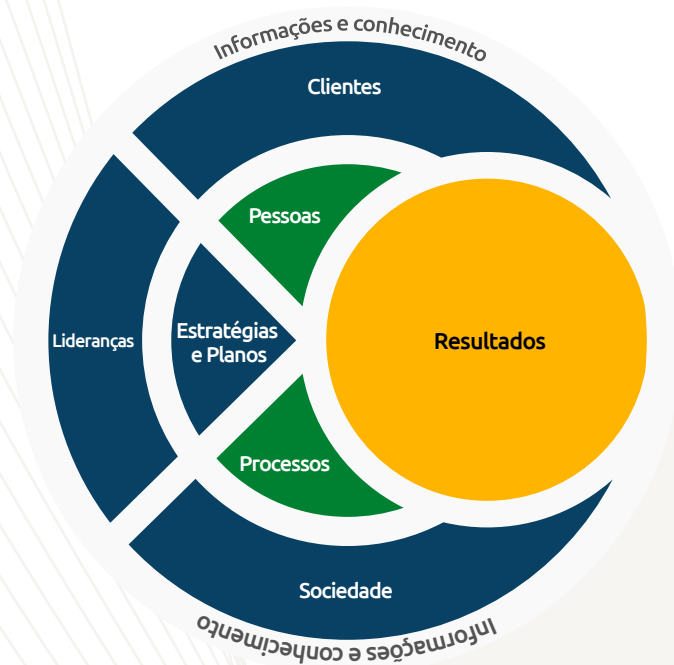 Informações e conhecimento
Clientes
Pessoas
Lideranças
Estratégias
e Planos
Resultados
Processos
Sociedade
Informações e conhecimento